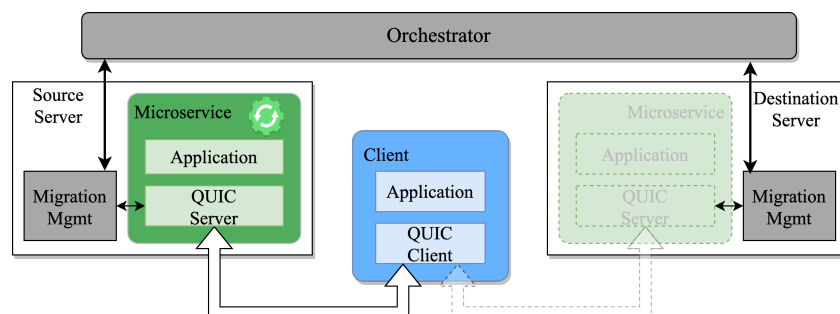 Orchestrator
Source
Server
Microservice
Application
Migration
Mgmt
QUIC
Server
Client
Application
QUIC
Client
Microservice
Application
QUIC
Server
Destination
Server
Migration
Mgmt